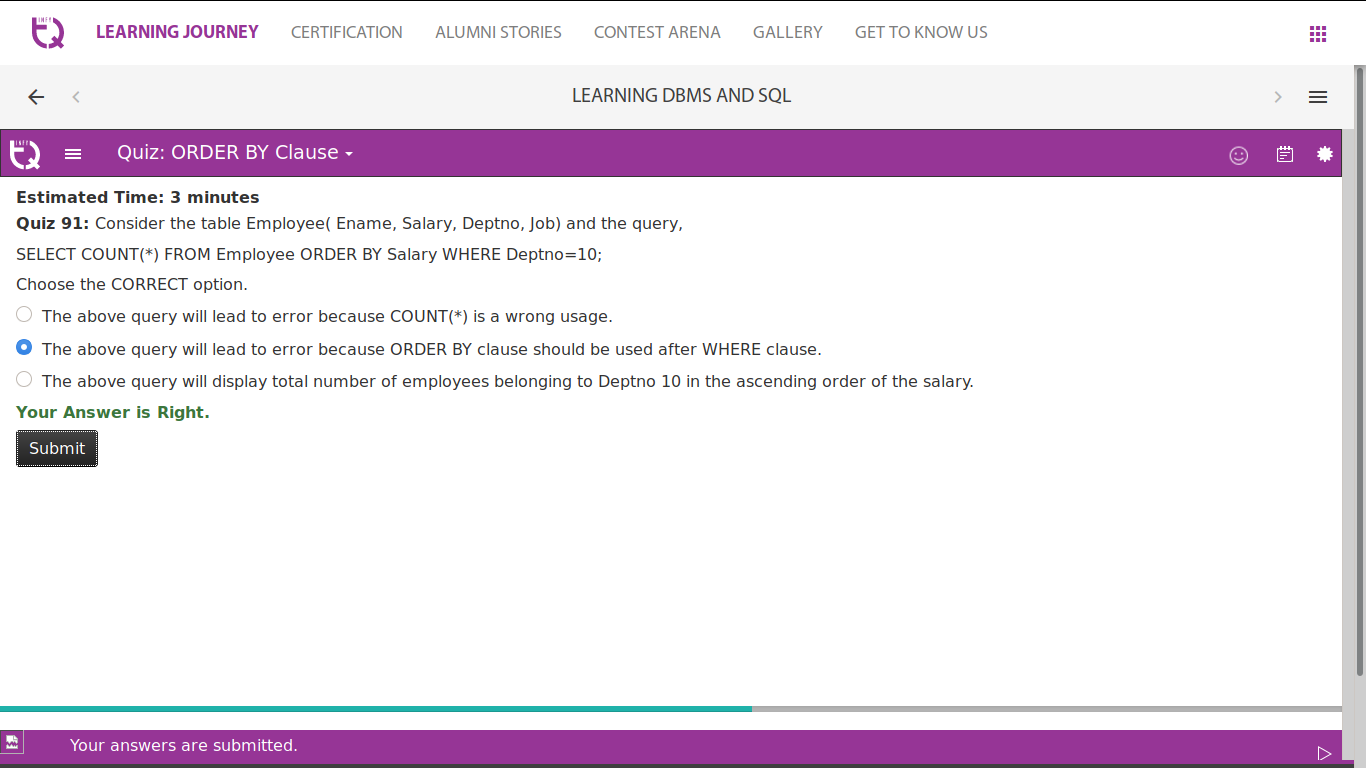 INFY
TQ
LEARNING JOURNEY CERTIFICATION ALUMNI STORIES CONTEST ARENA GALLERY GET TO KNOW US
LEARNING DBMS AND SQL
INFY
TQ
Quiz: ORDER BY Clause
Estimated Time: 3 minutes
Quiz 91: Consider the table Employee( Ename, Salary, Deptno, Job) and the query,
SELECT COUNT(*) FROM Employee ORDER BY Salary WHERE Deptno=10;
Choose the CORRECT option.
The above query will lead to error because COUNT(*) is a wrong usage.
The above query will lead to error because ORDER BY clause should be used after WHERE clause.
The above query will display total number of employees belonging to Deptno 10 in the ascending order of the salary.
Your Answer is Right.
Submit
Your answers are submitted.